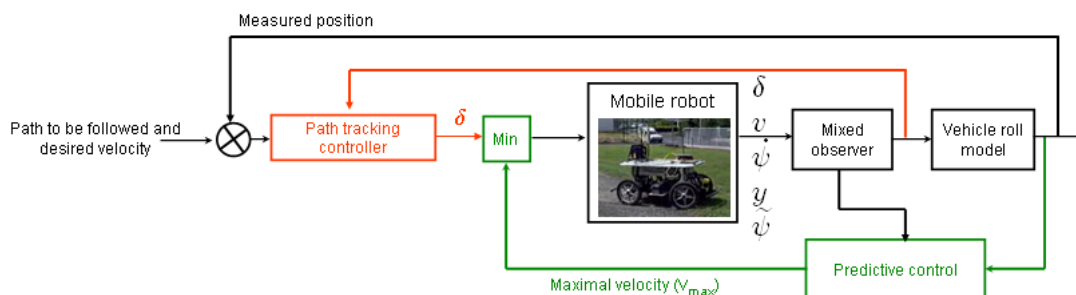 Measured position
Path to be followed and
desired velocity
Path tracking
controller
δ
Min
Mobile robot
δ
v
ψ̇
y
ψ̃
Mixed
observer
Vehicle roll
model
Predictive control
Maximal velocity (V_max)